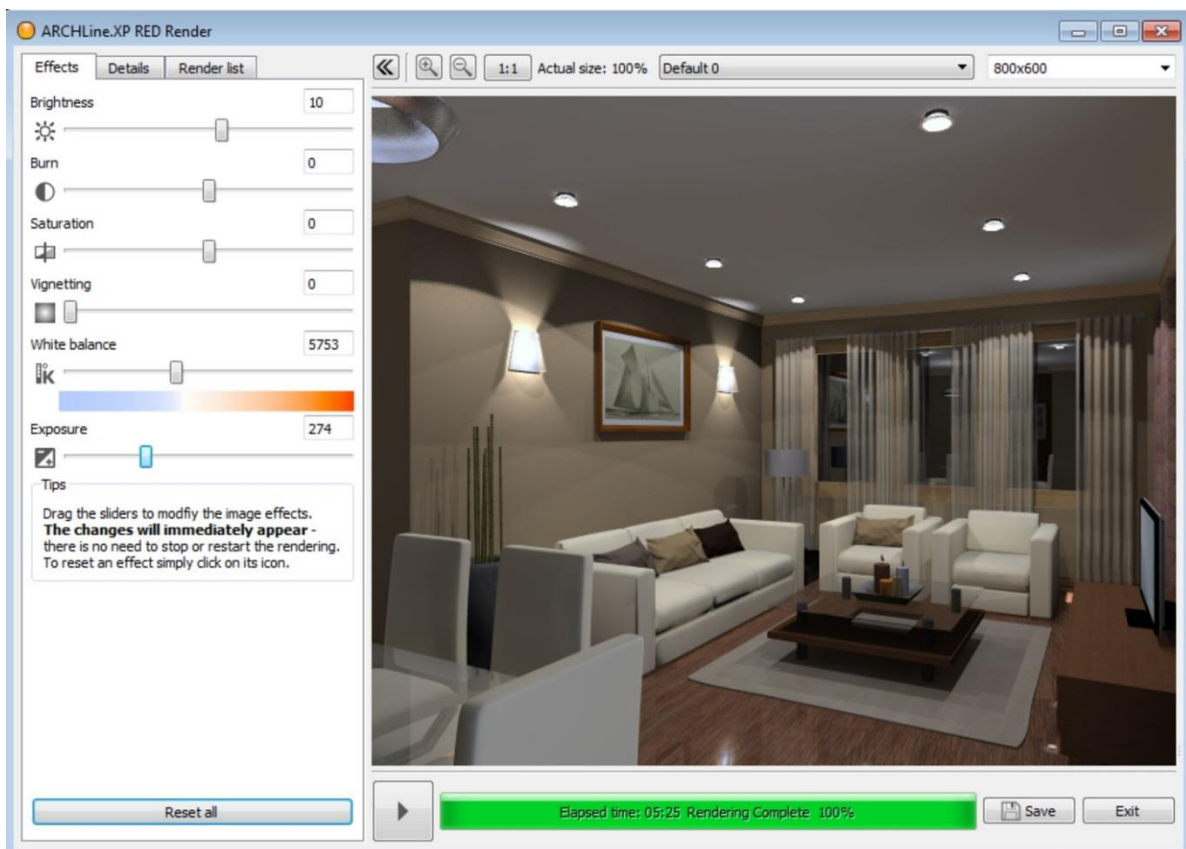 ARCHLine.XP RED Render
Effects Details Render list
1:1 Actual size: 100% Default 0 800x600
Brightness 10
Burn 0
Saturation 0
Vignetting 0
White balance 5753
K
Exposure 274
Tips
Drag the sliders to modfiy the image effects.
The changes will immediately appear -
there is no need to stop or restart the rendering.
To reset an effect simply click on its icon.
Reset all
Elapsed time: 05:25 Rendering Complete 100%
Save Exit